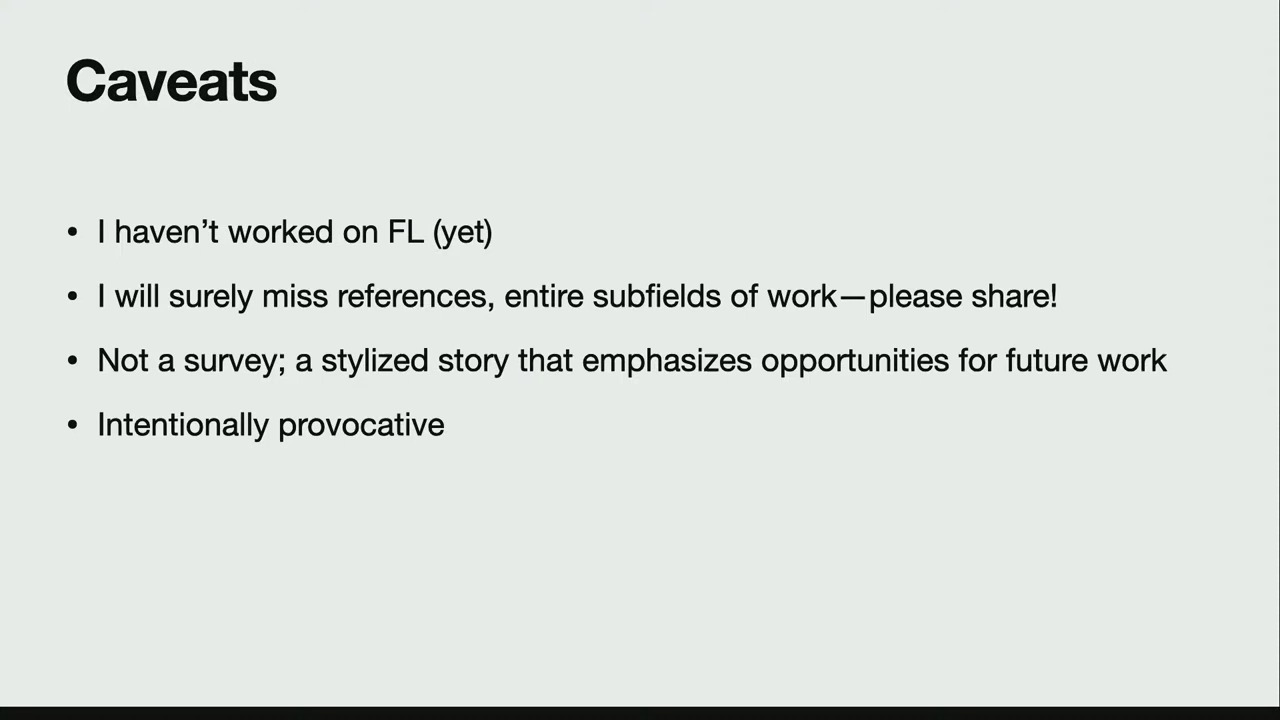 Caveats
• I haven’t worked on FL (yet)
• I will surely miss references, entire subfields of work—please share!
• Not a survey; a stylized story that emphasizes opportunities for future work
• Intentionally provocative